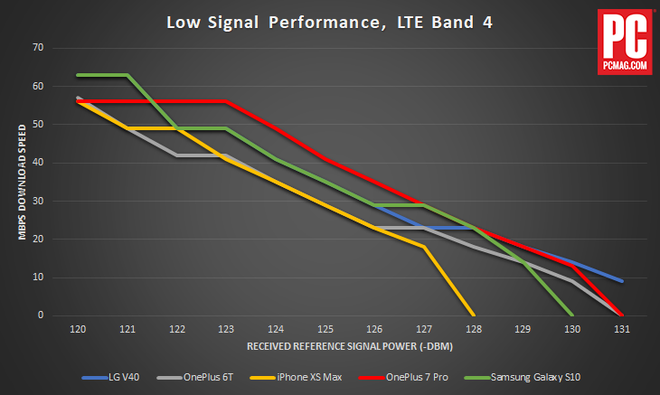 Low Signal Performance, LTE Band 4
PC
PCMAG.COM
70
60
50
40
30
20
10
0
MBPS DOWNLOAD SPEED
120 121 122 123 124 125 126 127 128 129 130 131
RECEIVED REFERENCE SIGNAL POWER (-DBM)
LG V40 OnePlus 6T iPhone XS Max OnePlus 7 Pro Samsung Galaxy S10